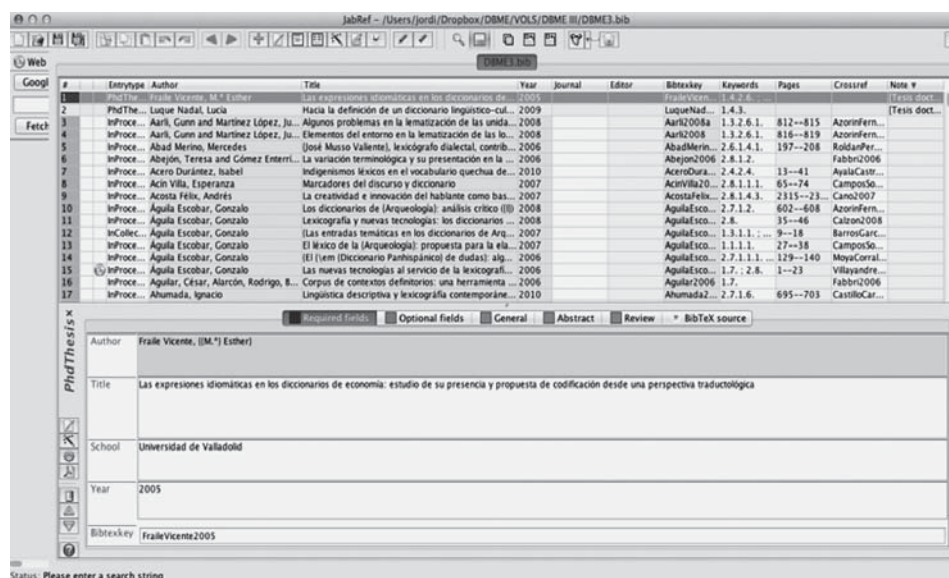 JabRef - /Users/jordi/Dropbox/DBME/VOLS/DBME III/DBME3.bib
Web DBME3.bib
Googl # Entrytype Author Title Year Journal Editor Bibtexkey Keywords Pages Crossref Note
1 PhdThe... Fraile Vicente, M.ª Esther Las expresiones idiomáticas en los diccionarios de... 2005 FraileVicen... 1.4.2.6. ; ... [Tesis doct...
2 PhdThe... Luque Nadal, Lucía Hacia la definición de un diccionario lingüístico-cul... 2009 LuqueNad... 1.4.3. [Tesis doct...
Fetch 3 InProce... Aarli, Gunn and Martínez López, Ju... Algunos problemas en la lematización de las unida... 2008 Aarli2008a 1.3.2.6.1. 812--815 AzorinFern...
4 InProce... Aarli, Gunn and Martínez López, Ju... Elementos del entorno en la lematización de las lo... 2008 Aarli2008 1.3.2.6.1. 816--819 AzorinFern...
5 InProce... Abad Merino, Mercedes (José Musso Valiente), lexicógrafo dialectal, contrib... 2006 AbadMerin... 2.6.1.4.1. 197--208 RoldanPer...
6 InProce... Abejón, Teresa and Gómez Enterrí... La variación terminológica y su presentación en la ... 2006 Abejon2006 2.8.1.2. Fabbri2006
7 InProce... Acero Durántez, Isabel Indigenismos léxicos en el vocabulario quechua de... 2010 AceroDura... 2.4.2.4. 13--41 AyalaCastr...
8 InProce... Acín Villa, Esperanza Marcadores del discurso y diccionario 2007 AcinVilla20... 2.8.1.1.1. 65--74 CamposSo...
9 InProce... Acosta Félix, Andrés La creatividad e innovación del hablante como bas... 2007 AcostaFelix... 2.8.1.4.3. 2315--23... Cano2007
10 InProce... Águila Escobar, Gonzalo Los diccionarios de (Arqueología): análisis crítico (II) 2008 AguilaEsco... 2.7.1.2. 602--608 AzorinFern...
11 InProce... Águila Escobar, Gonzalo Lexicografía y nuevas tecnologías: los diccionarios ... 2008 AguilaEsco... 2.8. 35--46 Calzon2008
12 InCollec... Águila Escobar, Gonzalo (Las entradas temáticas en los diccionarios de Arq... 2007 AguilaEsco... 1.3.1.1. ; ... 9--18 BarrosGarc...
13 InProce... Águila Escobar, Gonzalo El léxico de la (Arqueología): propuesta para la ela... 2007 AguilaEsco... 1.1.1.1. 27--38 CamposSo...
14 InProce... Águila Escobar, Gonzalo (El (\em (Diccionario Panhispánico) de dudas): alg... 2006 AguilaEsco... 2.7.1.1.1. ... 129--140 MoyaCorral...
15 InProce... Águila Escobar, Gonzalo Las nuevas tecnologías al servicio de la lexicografí... 2006 AguilaEsco... 1.7. ; 2.8. 1--23 Villayandre...
16 InProce... Aguilar, César, Alarcón, Rodrigo, B... Corpus de contextos definitorios: una herramienta ... 2006 Aguilar2006 1.7. Fabbri2006
17 InProce... Ahumada, Ignacio Lingüística descriptiva y lexicografía contemporáne... 2010 Ahumada2... 2.7.1.6. 695--703 CastilloCar...
Required fields Optional fields General Abstract Review BibTeX source
PhdThesis
Author Fraile Vicente, ((M.ª) Esther)
Title Las expresiones idiomáticas en los diccionarios de economía: estudio de su presencia y propuesta de codificación desde una perspectiva traductológica
School Universidad de Valladolid
Year 2005
Bibtexkey FraileVicente2005
Status: Please enter a search string